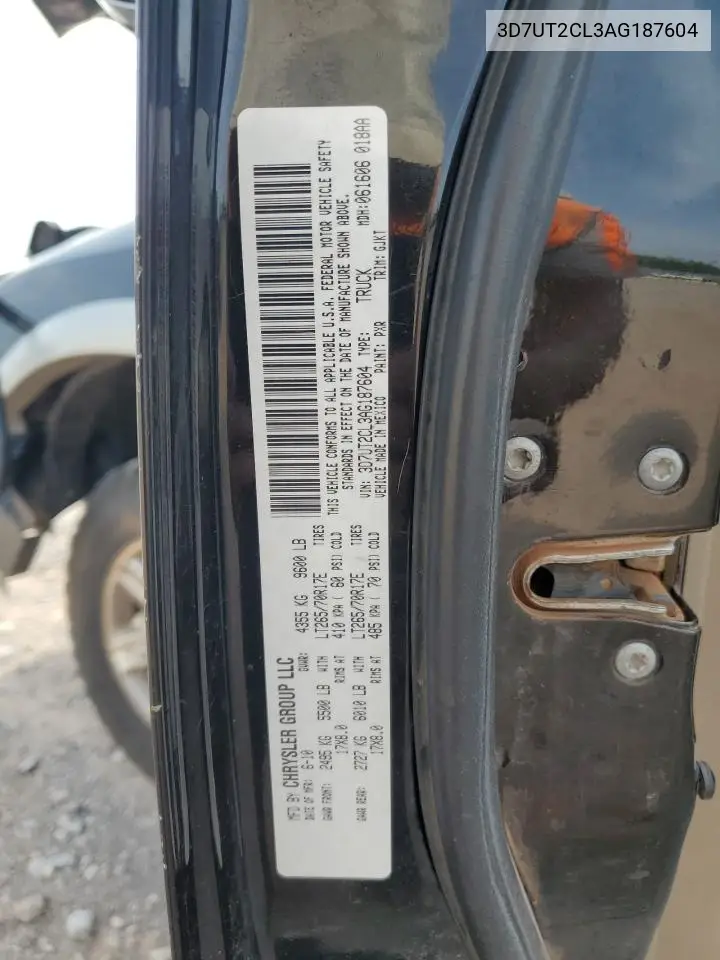 3D7UT2CL3AG187604
MFD BY CHRYSLER GROUP LLC
DATE OF MFR: 6-10 GVWR: 4355 KG 9600 LB
GAWR FRONT: 2495 KG 5500 LB WITH LT265/70R17E TIRES
17X8.0 RIMS AT 410 KPA ( 60 PSI) COLD
GAWR REAR: 2727 KG 6010 LB WITH LT265/70R17E TIRES
17X8.0 RIMS AT 485 KPA ( 70 PSI) COLD
THIS VEHICLE CONFORMS TO ALL APPLICABLE U.S.A. FEDERAL MOTOR VEHICLE SAFETY
STANDARDS IN EFFECT ON THE DATE OF MANUFACTURE SHOWN ABOVE.
VIN: 3D7UT2CL3AG187604 TYPE: TRUCK MDH:061606 018AA
VEHICLE MADE IN MEXICO PAINT: PXR TRIM: GJKT